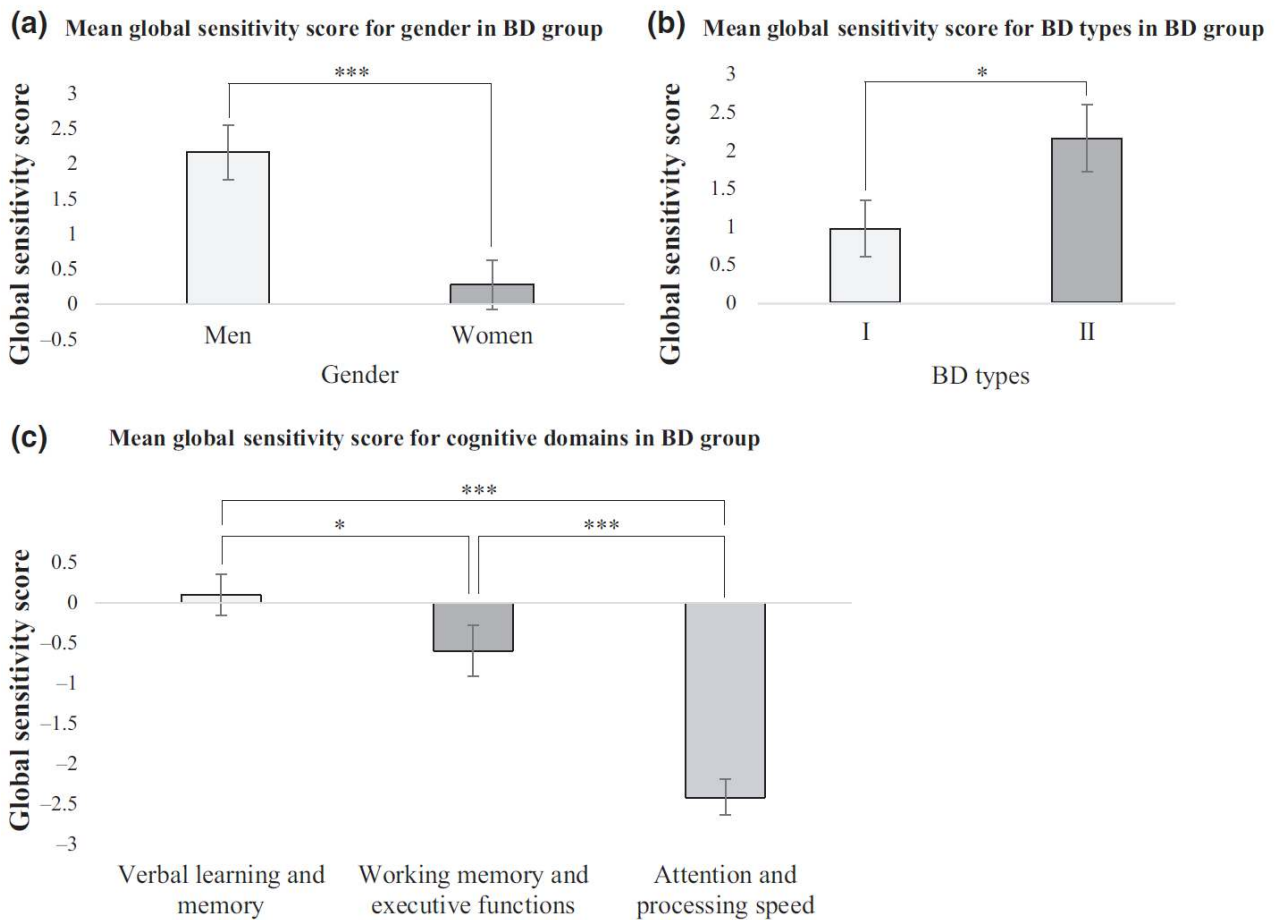 (a) Mean global sensitivity score for gender in BD group
***
Global sensitivity score
3
2.5
2
1.5
1
0.5
0
–0.5
Men
Women
Gender
(b) Mean global sensitivity score for BD types in BD group
*
Global sensitivity score
3
2.5
2
1.5
1
0.5
0
I
II
BD types
(c) Mean global sensitivity score for cognitive domains in BD group
***
*
***
Global sensitivity score
0.5
0
–0.5
–1
–1.5
–2
–2.5
–3
Verbal learning and
memory
Working memory and
executive functions
Attention and
processing speed